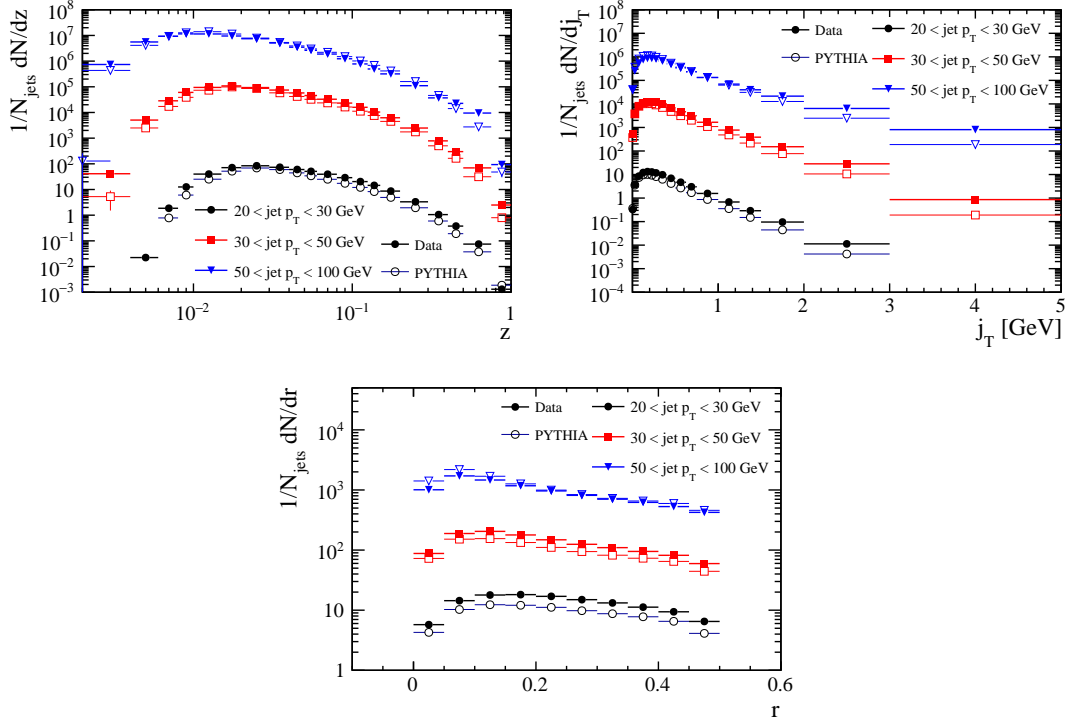 1/N_jets dN/dz
10^7
10^6
10^5
10^4
10^3
10^2
10
1
10^−1
10^−2
10^−3
20 < jet p_T < 30 GeV
30 < jet p_T < 50 GeV
50 < jet p_T < 100 GeV
Data
PYTHIA
10^−2
10^−1
1
z
1/N_jets dN/dj_T
10^8
10^7
10^6
10^5
10^4
10^3
10^2
10
1
10^−1
10^−2
10^−3
10^−4
Data
PYTHIA
20 < jet p_T < 30 GeV
30 < jet p_T < 50 GeV
50 < jet p_T < 100 GeV
1
2
3
4
5
j_T [GeV]
1/N_jets dN/dr
10^4
10^3
10^2
10
1
Data
PYTHIA
20 < jet p_T < 30 GeV
30 < jet p_T < 50 GeV
50 < jet p_T < 100 GeV
0
0.2
0.4
0.6
r